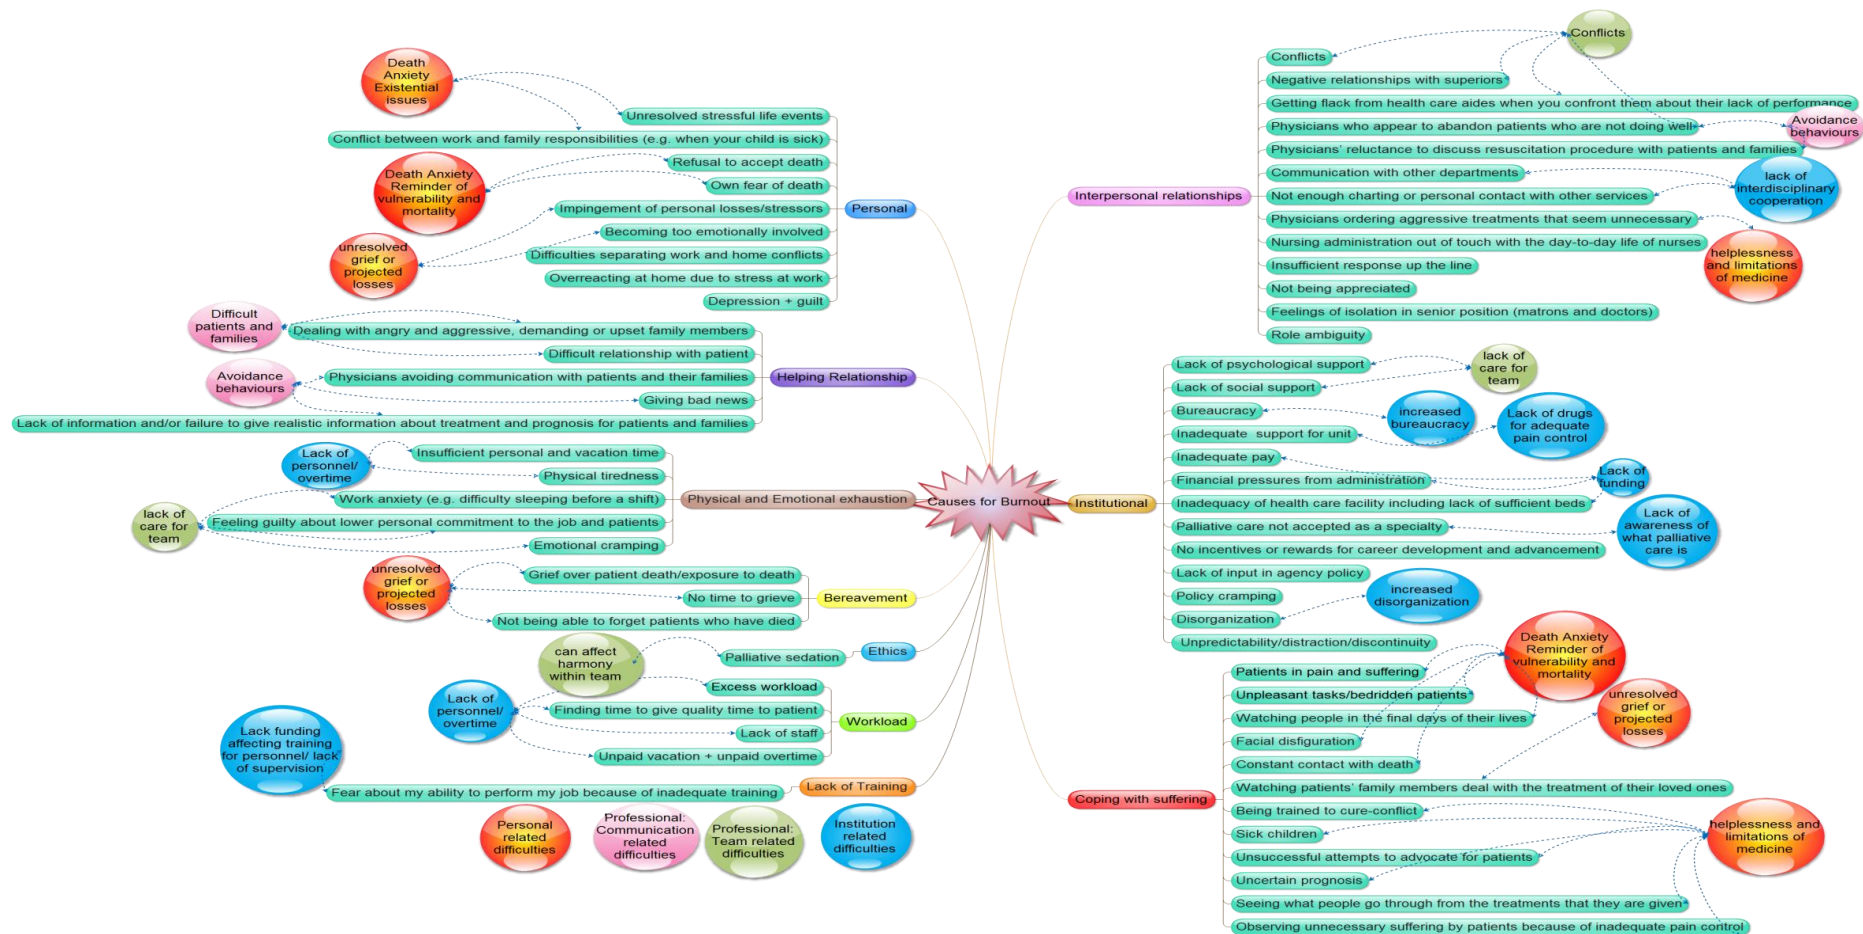 Death
Anxiety
Existential
issues
Unresolved stressful life events
Conflict between work and family responsibilities (e.g. when your child is sick)
Refusal to accept death
Death Anxiety
Reminder of
vulnerability and
mortality
Own fear of death
Impingement of personal losses/stressors
Personal
Becoming too emotionally involved
unresolved
grief or
projected
losses
Difficulties separating work and home conflicts
Overreacting at home due to stress at work
Depression + guilt
Difficult
patients and
families
Dealing with angry and aggressive, demanding or upset family members
Difficult relationship with patient
Avoidance
behaviours
Physicians avoiding communication with patients and their families
Helping Relationship
Giving bad news
Lack of information and/or failure to give realistic information about treatment and prognosis for patients and families
Lack of
personnel/
overtime
Insufficient personal and vacation time
Physical tiredness
Work anxiety (e.g. difficulty sleeping before a shift)
Physical and Emotional exhaustion
lack of
care for
team
Feeling guilty about lower personal commitment to the job and patients
Emotional cramping
unresolved
grief or
projected
losses
Grief over patient death/exposure to death
No time to grieve
Bereavement
Not being able to forget patients who have died
can affect
harmony
within team
Palliative sedation
Ethics
Lack of
personnel/
overtime
Excess workload
Finding time to give quality time to patient
Workload
Lack of staff
Unpaid vacation + unpaid overtime
Lack funding
affecting training
for personnel/ lack
of supervision
Fear about my ability to perform my job because of inadequate training
Lack of Training
Personal
related
difficulties
Professional:
Communication
related
difficulties
Professional:
Team related
difficulties
Institution
related
difficulties
Causes for Burnout
Conflicts
Conflicts
Negative relationships with superiors
Getting flack from health care aides when you confront them about their lack of performance
Physicians who appear to abandon patients who are not doing well
Avoidance
behaviours
Physicians' reluctance to discuss resuscitation procedure with patients and families
Communication with other departments
lack of
interdisciplinary
cooperation
Interpersonal relationships
Not enough charting or personal contact with other services
Physicians ordering aggressive treatments that seem unnecessary
Nursing administration out of touch with the day-to-day life of nurses
helplessness
and limitations
of medicine
Insufficient response up the line
Not being appreciated
Feelings of isolation in senior position (matrons and doctors)
Role ambiguity
Lack of psychological support
lack of
care for
team
Lack of social support
Bureaucracy
increased
bureaucracy
Lack of drugs
for adequate
pain control
Inadequate support for unit
Inadequate pay
Financial pressures from administration
Lack of
funding
Institutional
Inadequacy of health care facility including lack of sufficient beds
Palliative care not accepted as a specialty
Lack of
awareness of
what palliative
care is
No incentives or rewards for career development and advancement
Lack of input in agency policy
Policy cramping
increased
disorganization
Disorganization
Unpredictability/distraction/discontinuity
Death Anxiety
Reminder of
vulnerability and
mortality
Patients in pain and suffering
Unpleasant tasks/bedridden patients
unresolved
grief or
projected
losses
Watching people in the final days of their lives
Facial disfiguration
Constant contact with death
Watching patients' family members deal with the treatment of their loved ones
Coping with suffering
Being trained to cure-conflict
Sick children
helplessness and
limitations of
medicine
Unsuccessful attempts to advocate for patients
Uncertain prognosis
Seeing what people go through from the treatments that they are given
Observing unnecessary suffering by patients because of inadequate pain control